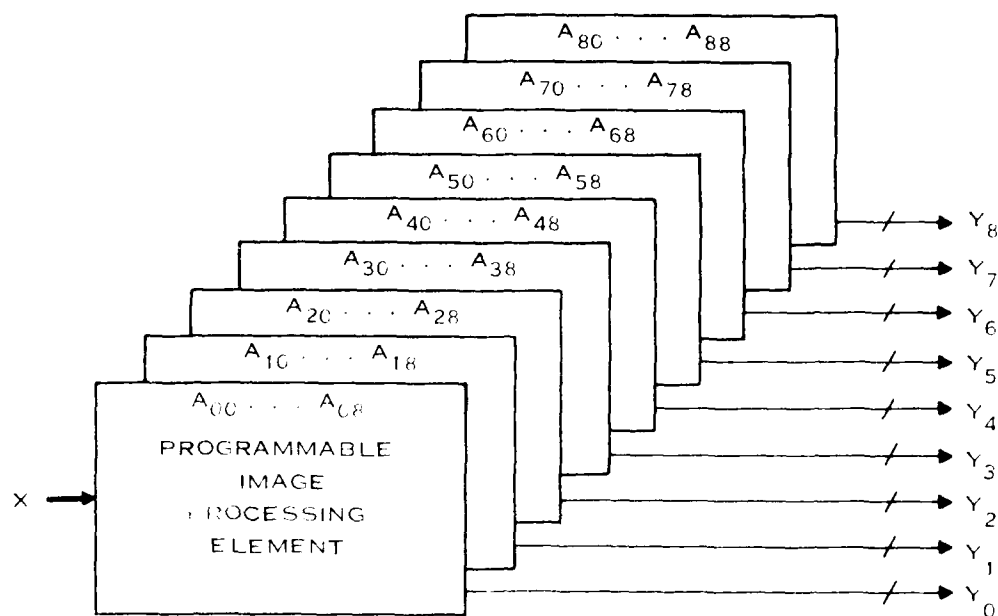 A80 . . . A88
A70 . . . A78
A60 . . . A68
A50 . . . A58
A40 . . . A48
A30 . . . A38
A20 . . . A28
A10 . . . A18
A00 . . . A08
PROGRAMMABLE
IMAGE
PROCESSING
ELEMENT
X
Y8
Y7
Y6
Y5
Y4
Y3
Y2
Y1
Y0